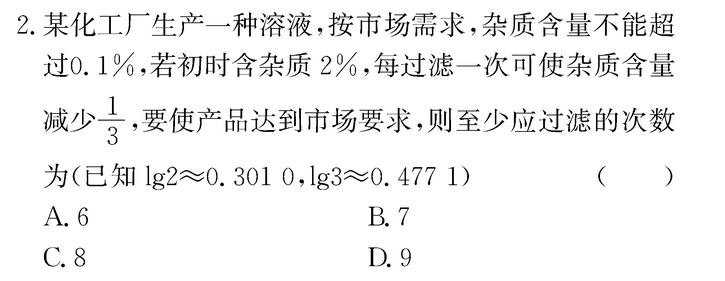 2. 某化工厂生产一种溶液,按市场需求,杂质含量不能超
过0.1%,若初时含杂质 2%,每过滤一次可使杂质含量
减少1/3,要使产品达到市场要求,则至少应过滤的次数
为(已知 lg2≈0.301 0,lg3≈0.477 1) ( )
A. 6 B. 7
C. 8 D. 9